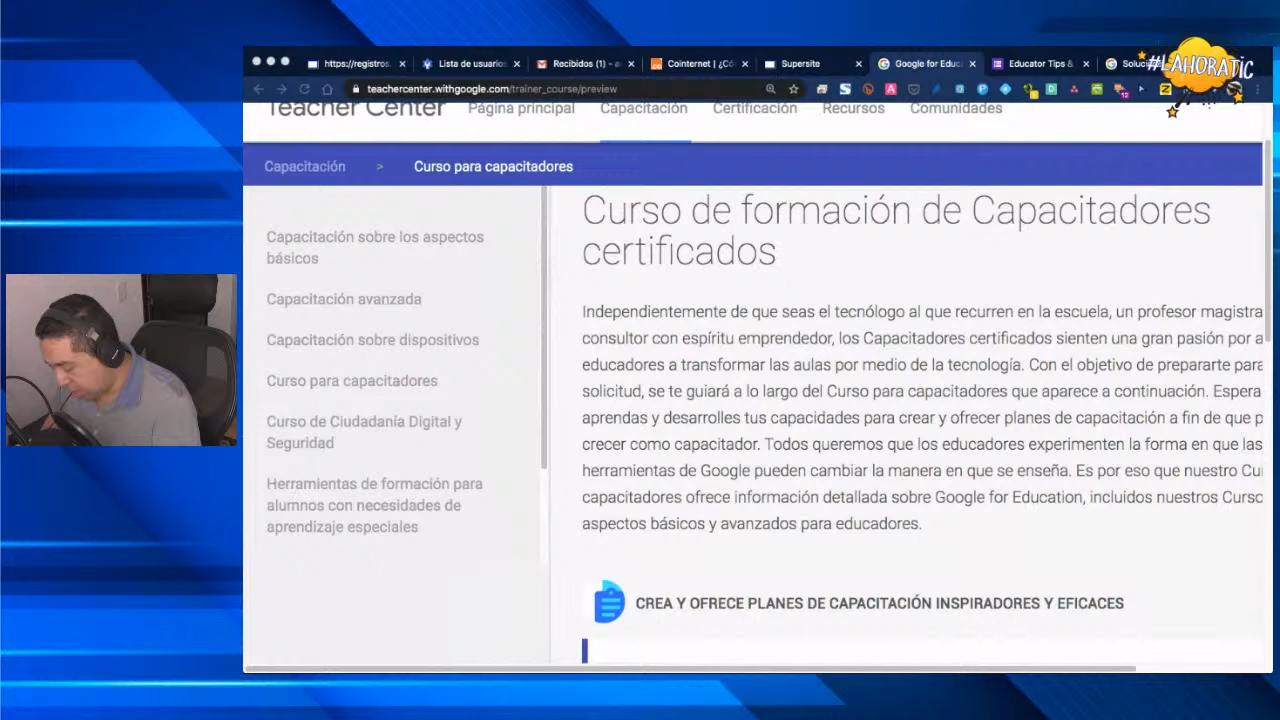 https://registros.
Lista de usuarios
Recibidos (1) - a
Cointernet | ¿Có
Supersite
Google for Educ
Educator Tips &
Soluci
#LAHORATIC
teachercenter.withgoogle.com/trainer_course/preview
12
Teacher Center
Página principal
Capacitación
Certificación
Recursos
Comunidades
Capacitación > Curso para capacitadores
Capacitación sobre los aspectos
básicos
Capacitación avanzada
Capacitación sobre dispositivos
Curso para capacitadores
Curso de Ciudadanía Digital y
Seguridad
Herramientas de formación para
alumnos con necesidades de
aprendizaje especiales
Curso de formación de Capacitadores
certificados
Independientemente de que seas el tecnólogo al que recurren en la escuela, un profesor magistra
consultor con espíritu emprendedor, los Capacitadores certificados sienten una gran pasión por a
educadores a transformar las aulas por medio de la tecnología. Con el objetivo de prepararte para
solicitud, se te guiará a lo largo del Curso para capacitadores que aparece a continuación. Espera
aprendas y desarrolles tus capacidades para crear y ofrecer planes de capacitación a fin de que p
crecer como capacitador. Todos queremos que los educadores experimenten la forma en que las
herramientas de Google pueden cambiar la manera en que se enseña. Es por eso que nuestro Cu
capacitadores ofrece información detallada sobre Google for Education, incluidos nuestros Curso
aspectos básicos y avanzados para educadores.
CREA Y OFRECE PLANES DE CAPACITACIÓN INSPIRADORES Y EFICACES